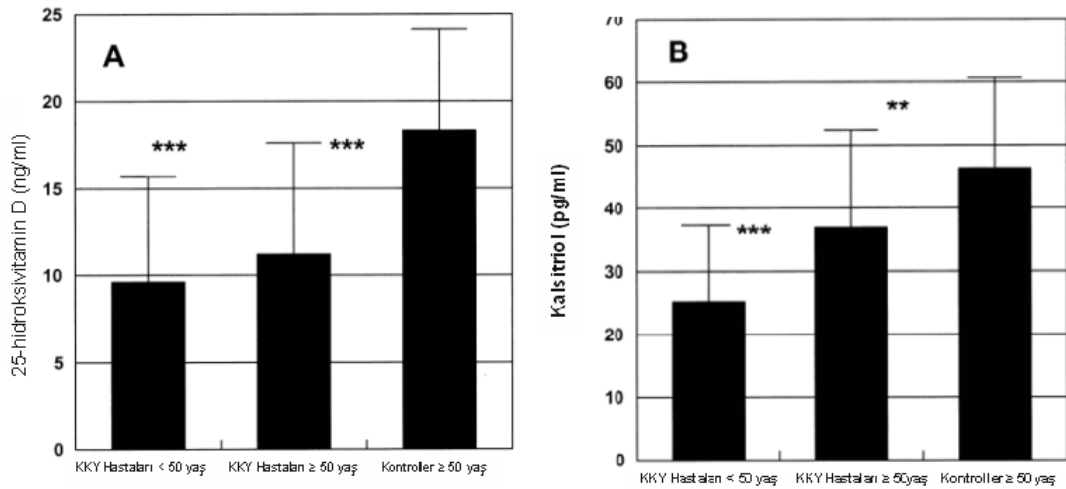 A
25-hidroksivitamin D (ng/ml)
25
20
15
10
5
0
***
***
KKY Hastaları < 50 yaş
KKY Hastaları ≥ 50 yaş
Kontroller ≥ 50 yaş
B
Kalsitriol (pg/ml)
70
60
50
40
30
20
10
0
***
**
KKY Hastaları < 50 yaş
KKY Hastaları ≥ 50yaş
Kontroller ≥ 50 yaş